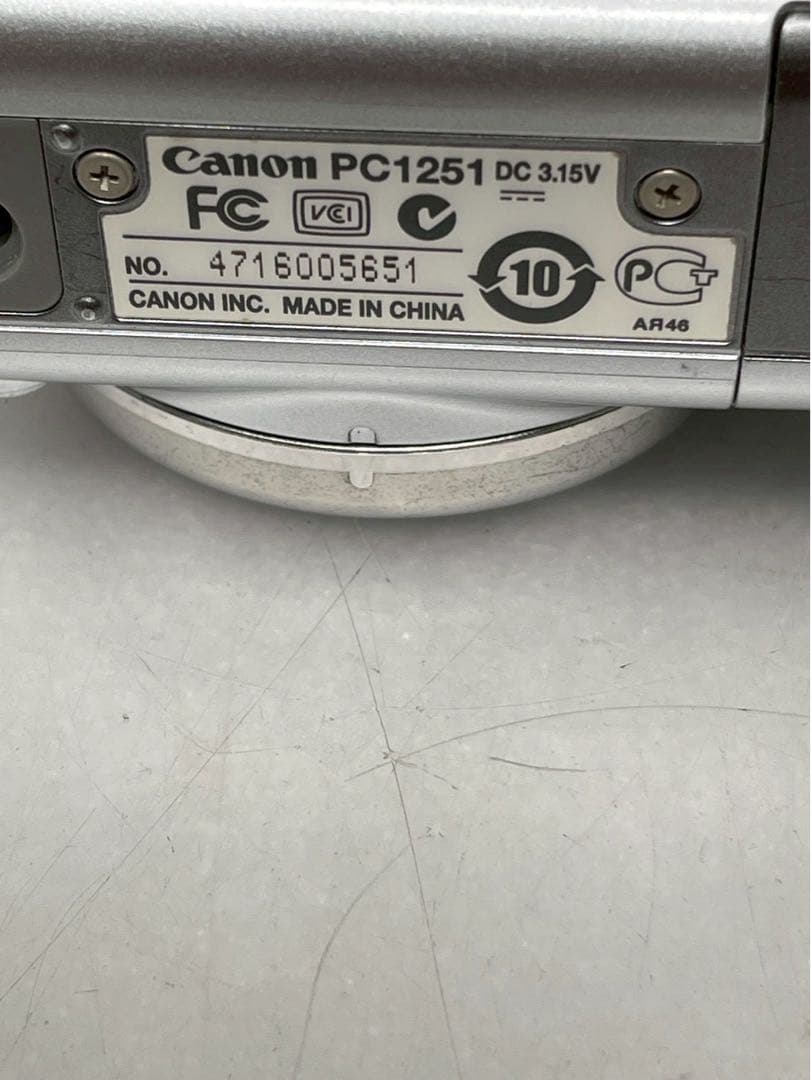 Canon PC1251 DC 3.15V
FC VCI
NO. 4716005651
10 PCT
CANON INC. MADE IN CHINA
АЯ46